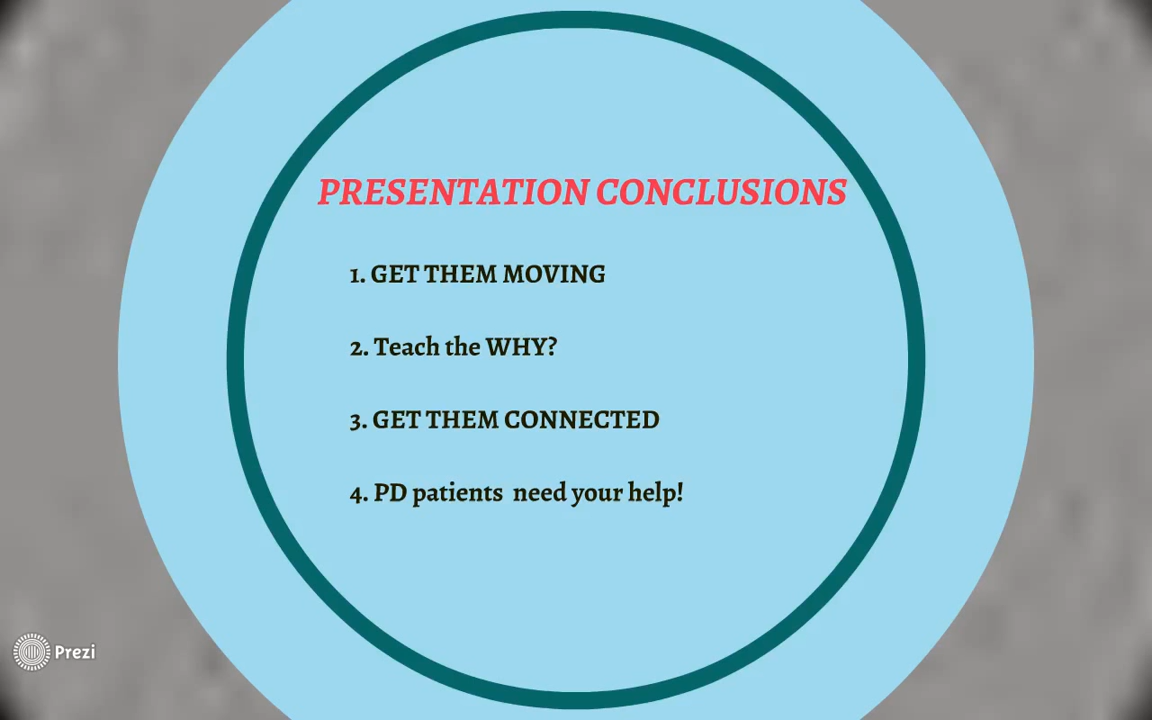 PRESENTATION CONCLUSIONS
1. GET THEM MOVING
2. Teach the WHY?
3. GET THEM CONNECTED
4. PD patients  need your help!
Prezi